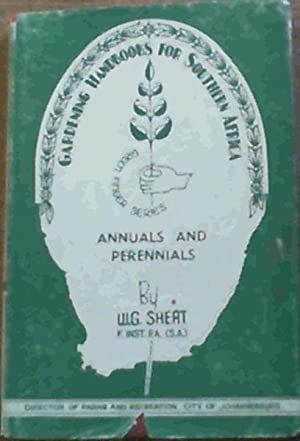 GARDENING HANDBOOKS FOR SOUTHERN AFRICA
GREEN FINGER SERIES
ANNUALS AND
PERENNIALS
By
W.G. SHEAT
F. INST. P.A. (S.A.)
DIRECTOR OF PARKS AND RECREATION CITY OF JOHANNESBURG